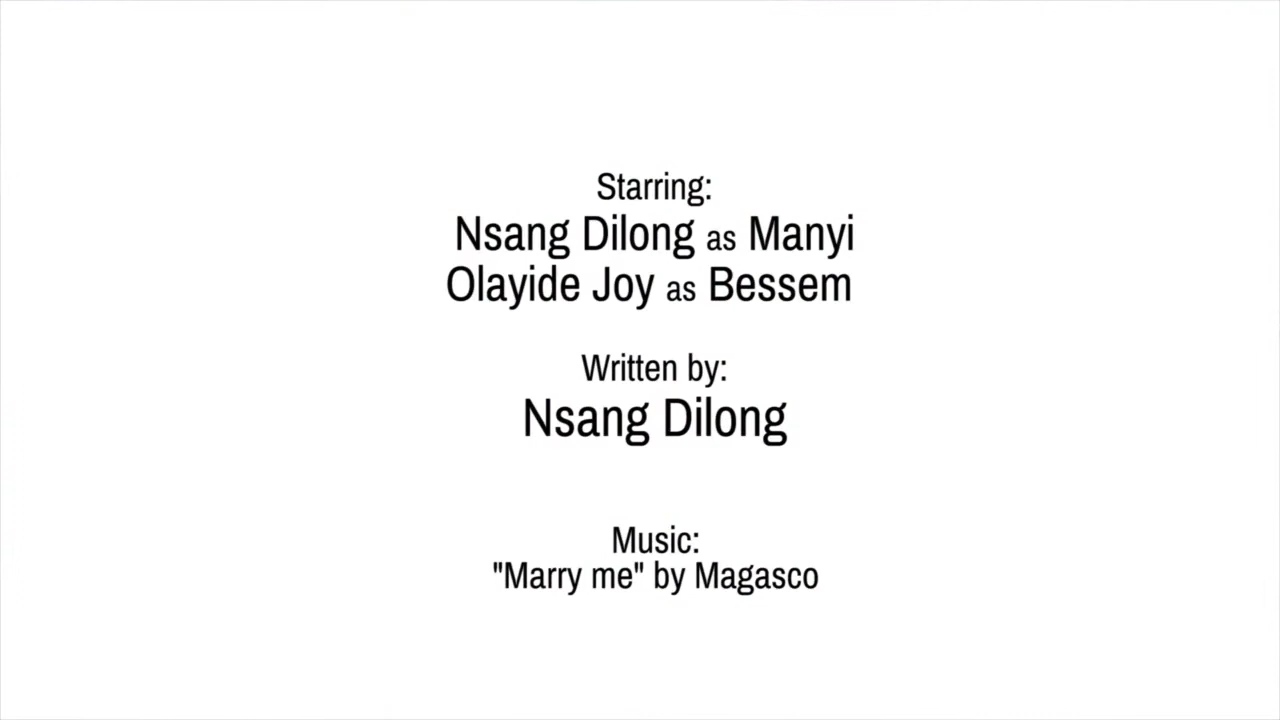 Starring:
Nsang Dilong as Manyi
Olayide Joy as Bessem
Written by:
Nsang Dilong
Music:
"Marry me" by Magasco